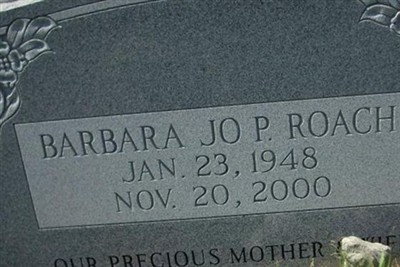 BARBARA JO P. ROACH
JAN. 23, 1948
NOV. 20, 2000
OUR PRECIOUS MOTHER